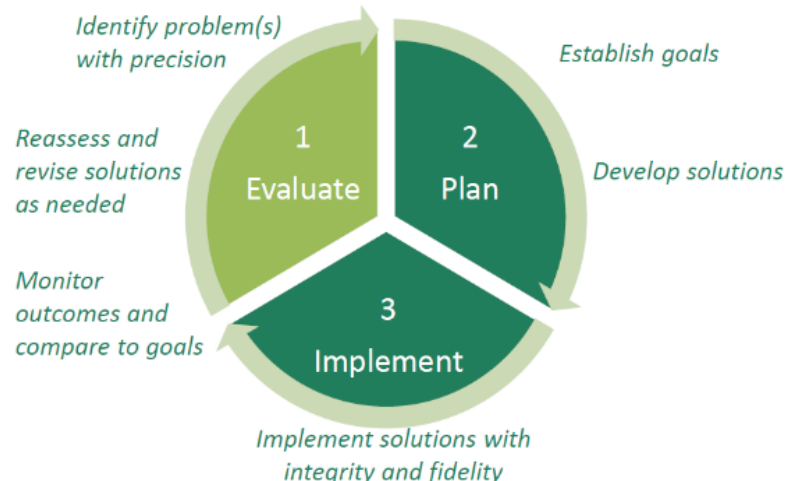 Identify problem(s)
with precision
Establish goals
1
Evaluate
2
Plan
Reassess and
revise solutions
as needed
Develop solutions
Monitor
outcomes and
compare to goals
3
Implement
Implement solutions with
integrity and fidelity